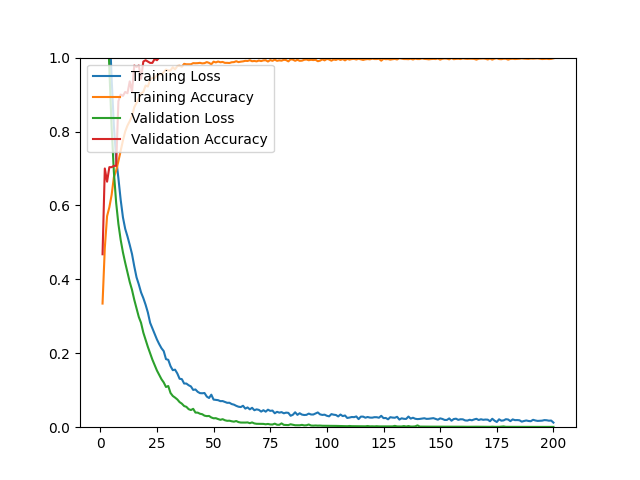 1.0
0.8
0.6
0.4
0.2
0.0
Training Loss
Training Accuracy
Validation Loss
Validation Accuracy
0 25 50 75 100 125 150 175 200